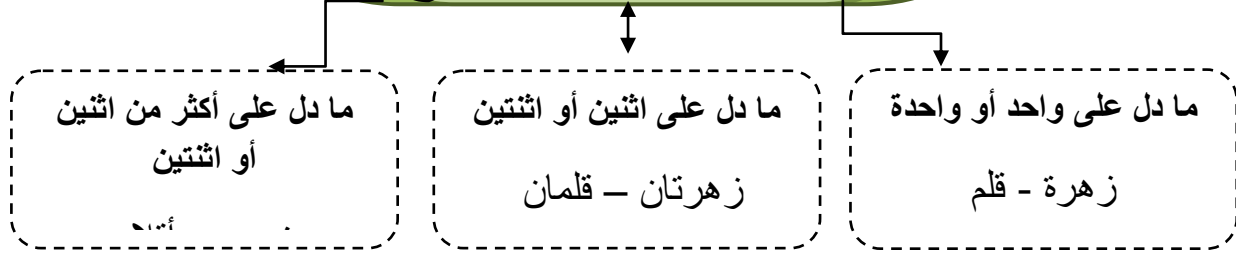 ما دل على واحد أو واحدة
زهرة - قلم
ما دل على اثنين أو اثنتين
زهرتان – قلمان
ما دل على أكثر من اثنين
أو اثنتين